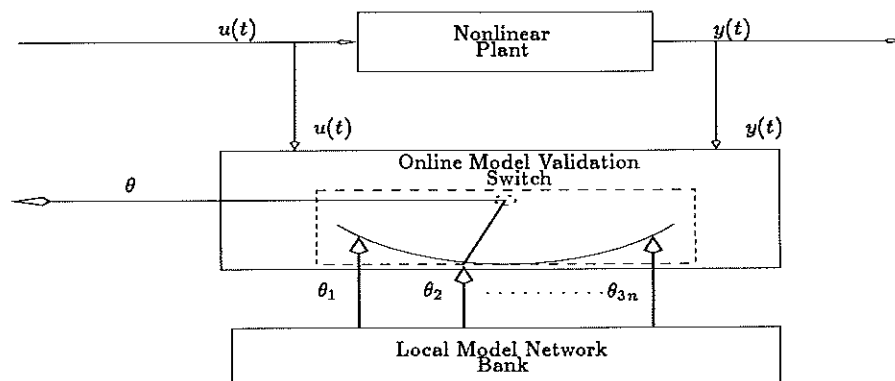 u(t)
Nonlinear
Plant
y(t)
u(t)
y(t)
Online Model Validation
Switch
θ
θ₁
θ₂
. . . . . . . . . .
θ₃ₙ
Local Model Network
Bank